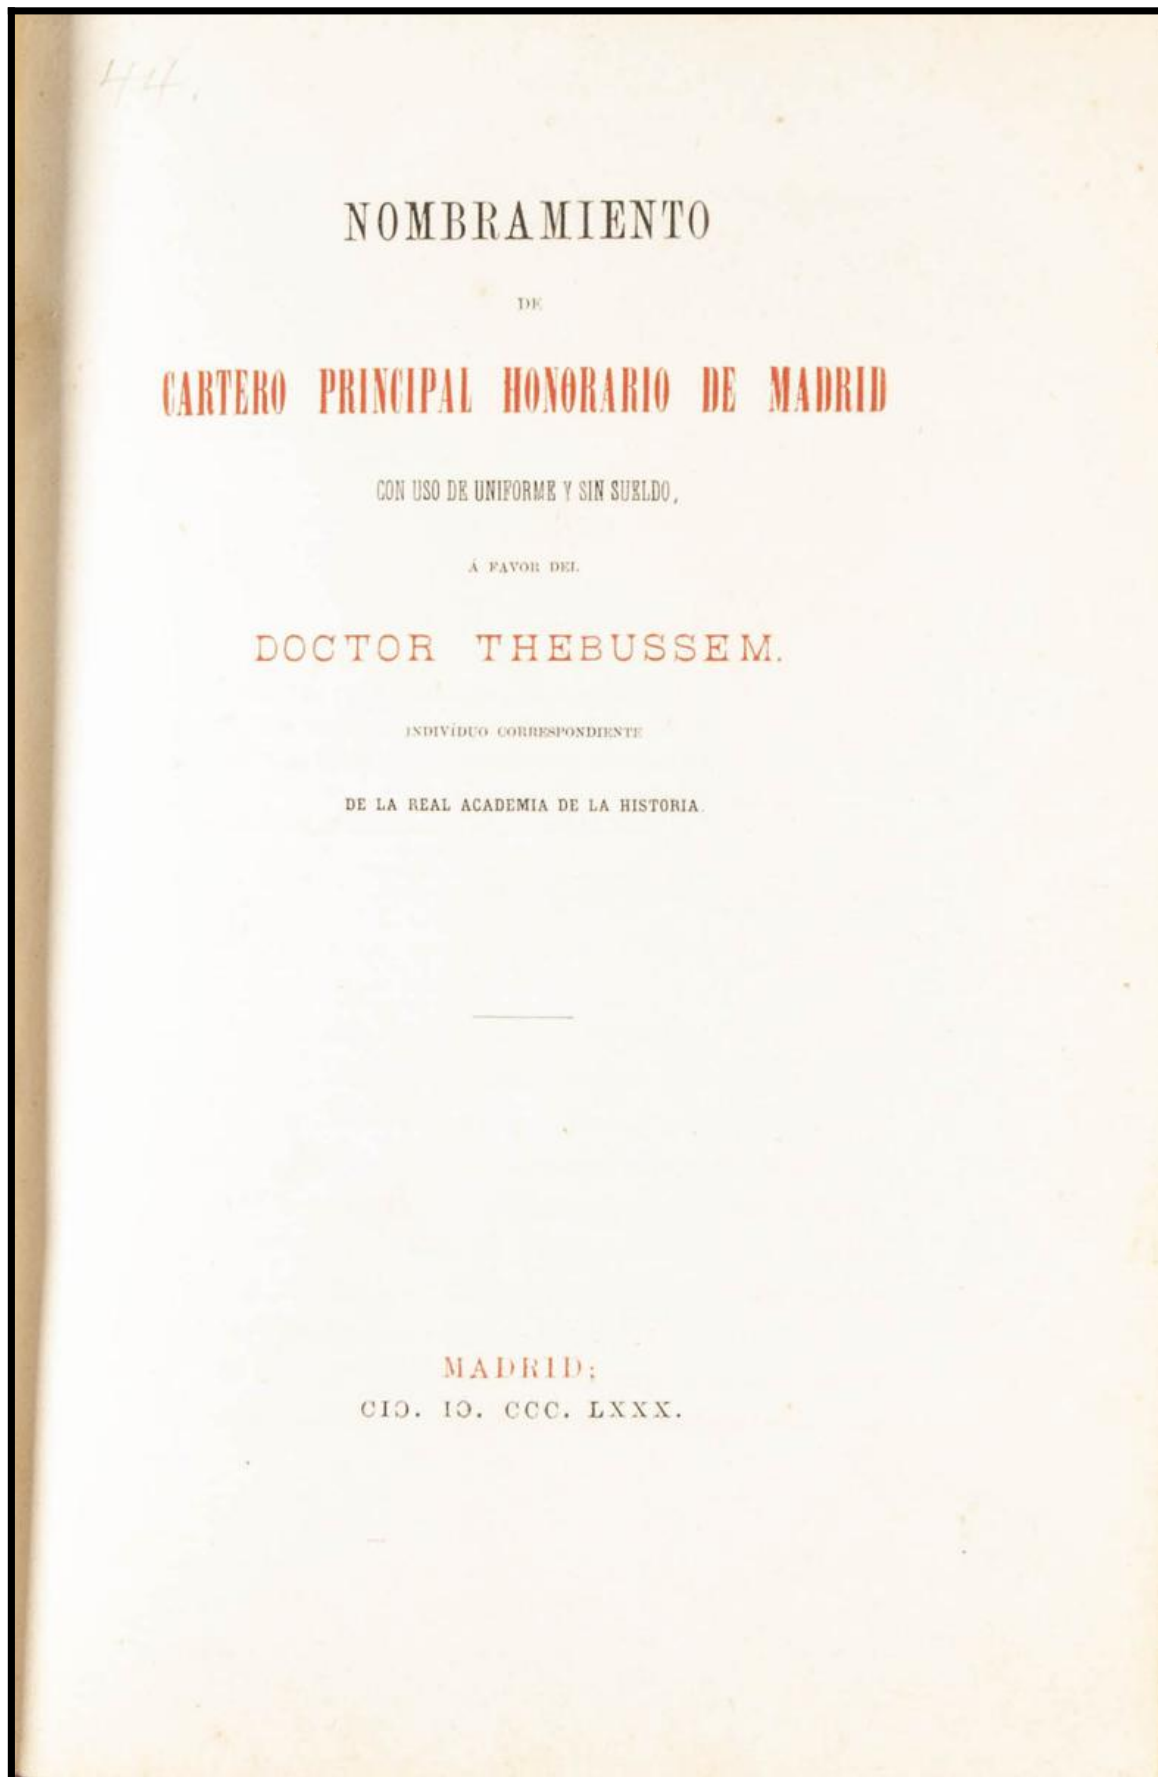 44.
NOMBRAMIENTO
DE
CARTERO PRINCIPAL HONORARIO DE MADRID
CON USO DE UNIFORME Y SIN SUELDO,
Á FAVOR DEL
DOCTOR THEBUSSEM.
INDIVÍDUO CORRESPONDIENTE
DE LA REAL ACADEMIA DE LA HISTORIA.
MADRID;
CIↃ. IↃ. CCC. LXXX.